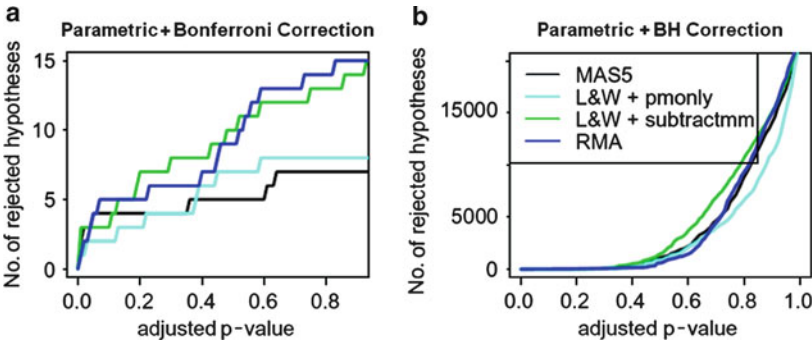 a
Parametric+Bonferroni Correction
No. of rejected hypotheses
15
10
5
0
0.0 0.2 0.4 0.6 0.8
adjusted p-value
b
Parametric +BH Correction
No. of rejected hypotheses
15000
5000
0
MAS5
L&W + pmonly
L&W + subtractmm
RMA
0.0 0.2 0.4 0.6 0.8 1.0
adjusted p-value